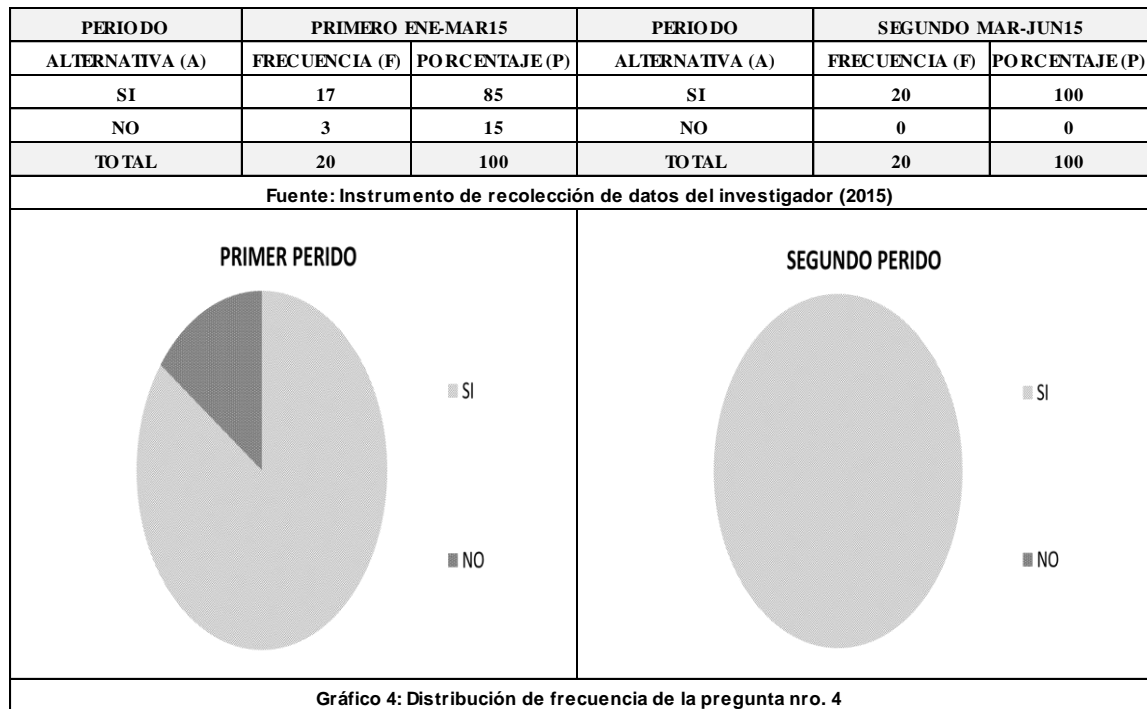 PERIODO PRIMERO ENE-MAR15 PERIODO SEGUNDO MAR-JUN15
ALTERNATIVA (A) FRECUENCIA (F) PORCENTAJE (P) ALTERNATIVA (A) FRECUENCIA (F) PORCENTAJE (P)
SI 17 85 SI 20 100
NO 3 15 NO 0 0
TOTAL 20 100 TOTAL 20 100
Fuente: Instrumento de recolección de datos del investigador (2015)
PRIMER PERIDO
SI
NO
SEGUNDO PERIDO
SI
NO
Gráfico 4: Distribución de frecuencia de la pregunta nro. 4